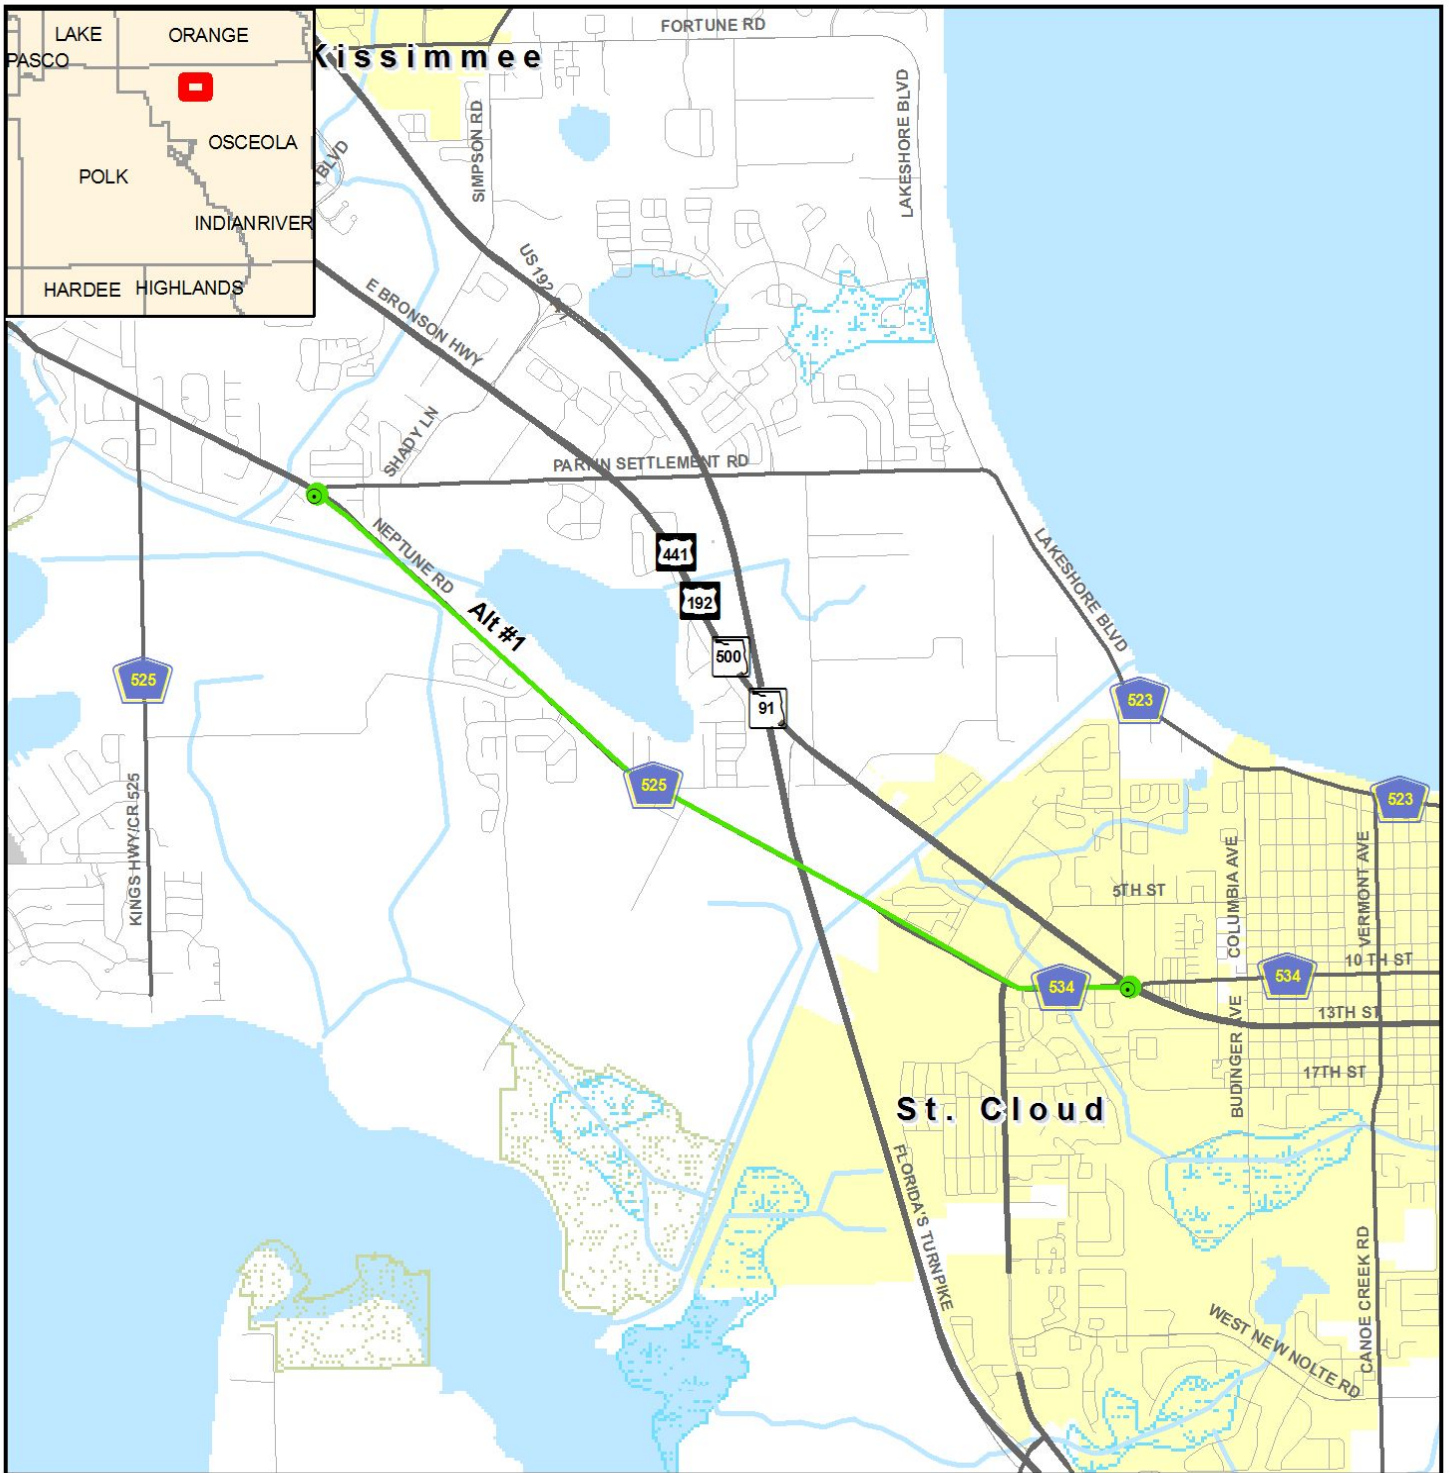 LAKE
ORANGE
PASCO
OSCEOLA
POLK
INDIAN RIVER
HARDEE
HIGHLANDS
Kissimmee
FORTUNE RD
SIMPSON RD
LAKESHORE BLVD
BLVD
US 192
E BRONSON HWY
SHADY LN
PARKIN SETTLEMENT RD
NEPTUNE RD
Alt #1
441
192
500
91
LAKESHORE BLVD
525
523
525
523
KINGS HWY/CR 525
5TH ST
COLUMBIA AVE
VERMONT AVE
10 TH ST
534
534
13TH ST
BUDINGER AVE
17TH ST
St. Cloud
FLORIDA'S TURNPIKE
CANOE CREEK RD
WEST NEW NOLTE RD